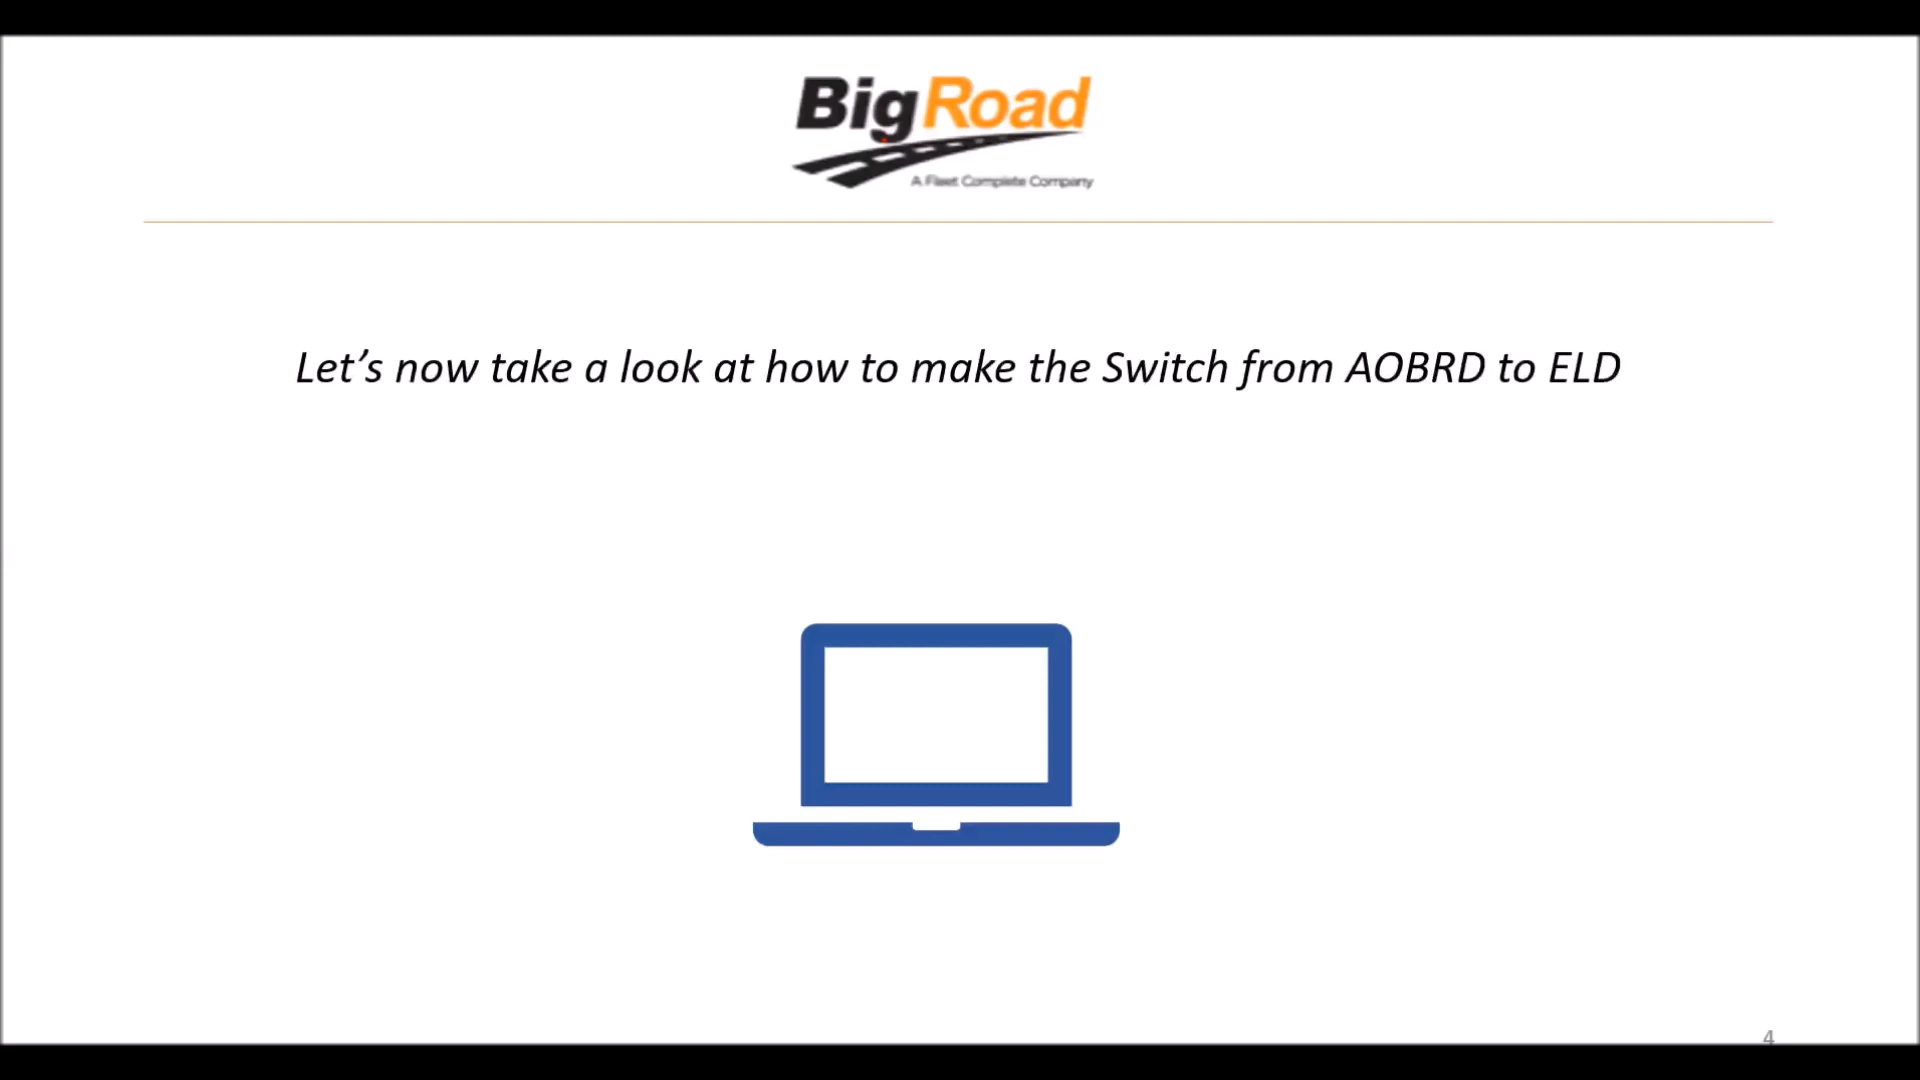 BigRoad
A Fleet Complete Company
Let’s now take a look at how to make the Switch from AOBRD to ELD
4